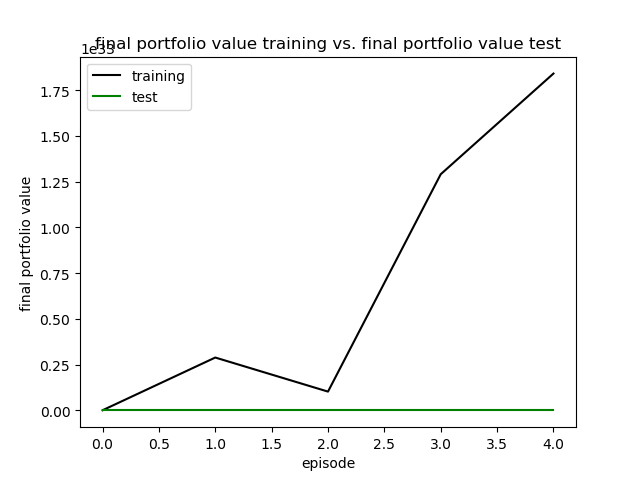 final portfolio value training vs. final portfolio value test
1e33
training
test
1.75
1.50
1.25
1.00
0.75
0.50
0.25
0.00
final portfolio value
0.0 0.5 1.0 1.5 2.0 2.5 3.0 3.5 4.0
episode